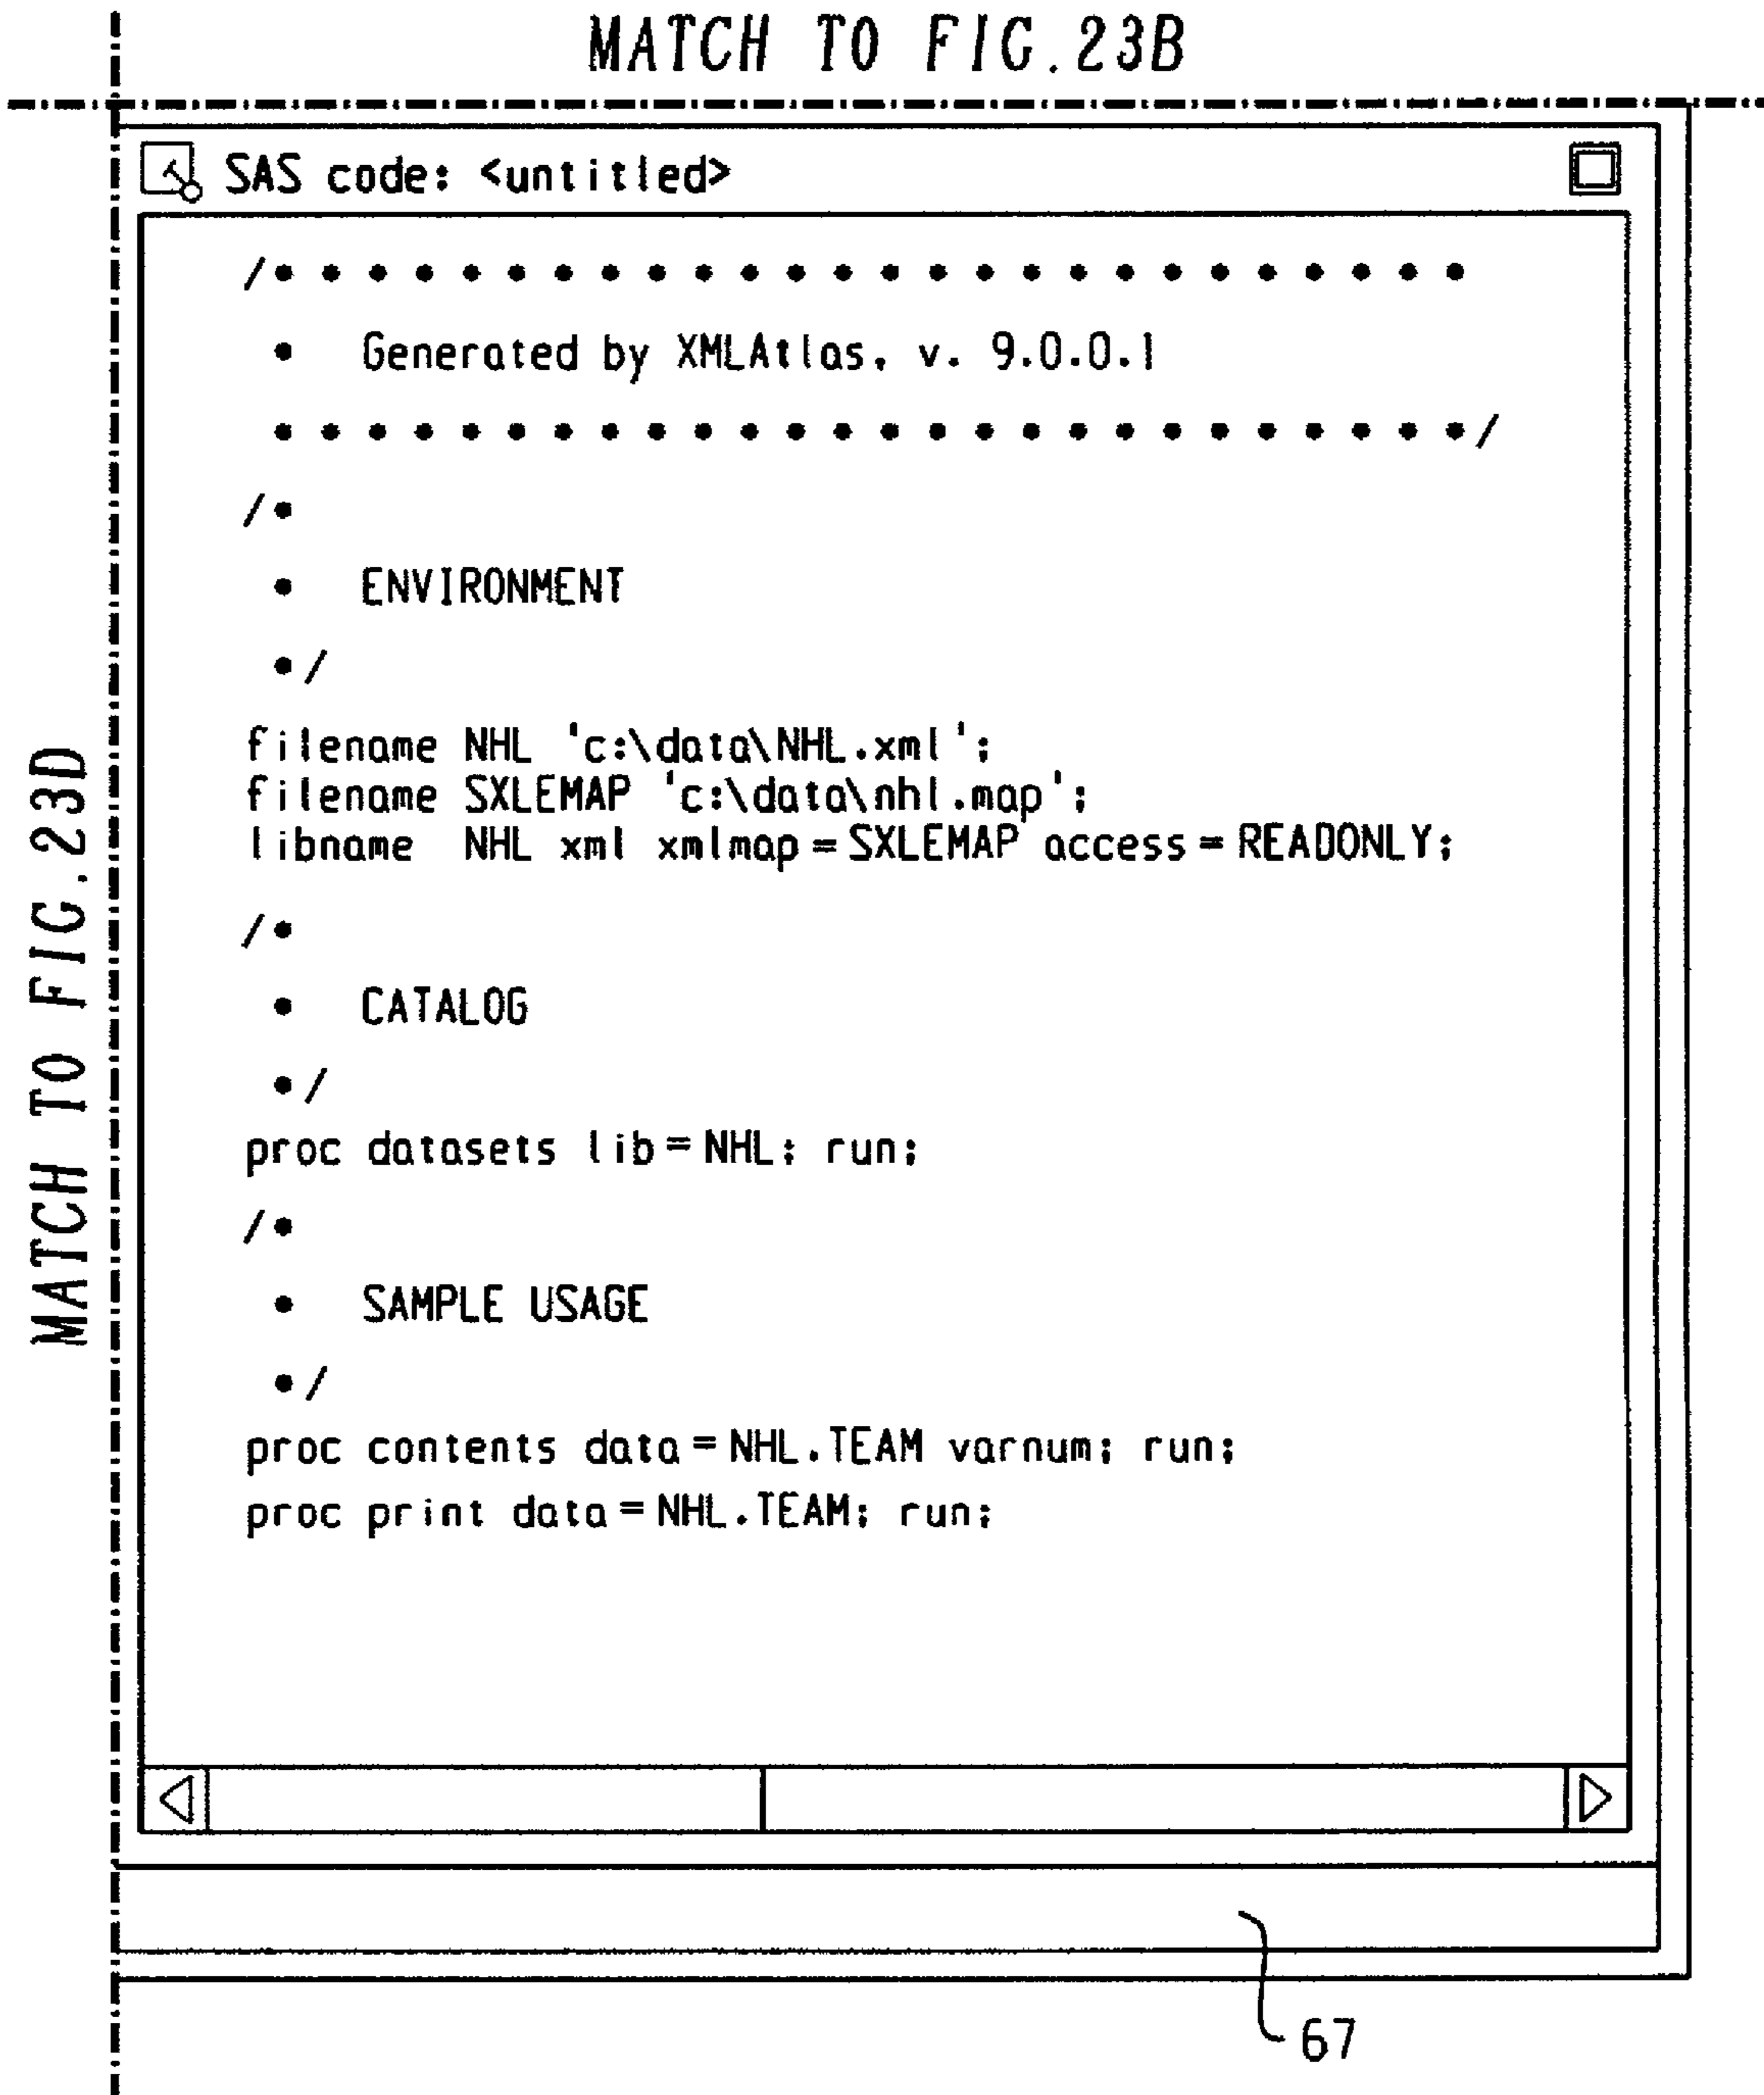 MATCH TO FIG.23B
MATCH TO FIG.23D
SAS code: <untitled>
/• • • • • • • • • • • • • • • • • • • • • • • • • •
• Generated by XMLAtlas, v. 9.0.0.1
• • • • • • • • • • • • • • • • • • • • • • • • • •/
/•
• ENVIRONMENT
•/
filename NHL 'c:\data\NHL.xml';
filename SXLEMAP 'c:\data\nhl.map';
libname NHL xml xmlmap=SXLEMAP access=READONLY;
/•
• CATALOG
•/
proc datasets lib=NHL; run;
/•
• SAMPLE USAGE
•/
proc contents data=NHL.TEAM varnum; run;
proc print data=NHL.TEAM; run;
67